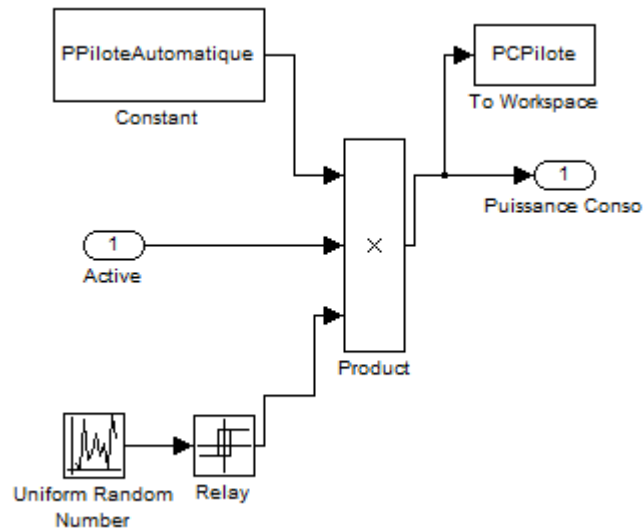 PPiloteAutomatique
Constant
PCPilote
To Workspace
1
Puissance Conso
1
Active
×
Product
Uniform Random
Number
Relay